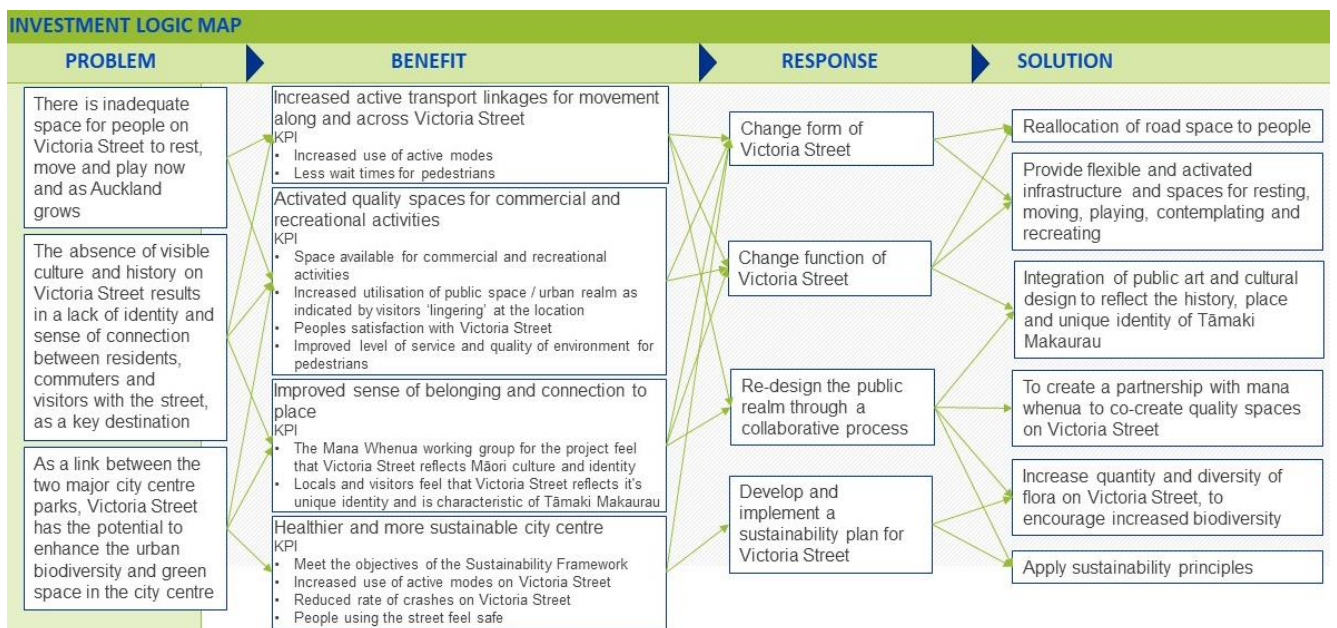 INVESTMENT LOGIC MAP
PROBLEM
BENEFIT
RESPONSE
SOLUTION
There is inadequate
space for people on
Victoria Street to rest,
move and play now
and as Auckland
grows
The absence of visible
culture and history on
Victoria Street results
in a lack of identity and
sense of connection
between residents,
commuters and
visitors with the street,
as a key destination
As a link between the
two major city centre
parks, Victoria Street
has the potential to
enhance the urban
biodiversity and green
space in the city centre
Increased active transport linkages for movement
along and across Victoria Street
KPI
• Increased use of active modes
• Less wait times for pedestrians
Activated quality spaces for commercial and
recreational activities
KPI
• Space available for commercial and recreational
activities
• Increased utilisation of public space / urban realm as
indicated by visitors 'lingering' at the location
• Peoples satisfaction with Victoria Street
• Improved level of service and quality of environment for
pedestrians
Improved sense of belonging and connection to
place
KPI
• The Mana Whenua working group for the project feel
that Victoria Street reflects Māori culture and identity
• Locals and visitors feel that Victoria Street reflects it's
unique identity and is characteristic of Tāmaki Makaurau
Healthier and more sustainable city centre
KPI
• Meet the objectives of the Sustainability Framework
• Increased use of active modes on Victoria Street
• Reduced rate of crashes on Victoria Street
• People using the street feel safe
Change form of
Victoria Street
Change function of
Victoria Street
Re-design the public
realm through a
collaborative process
Develop and
implement a
sustainability plan for
Victoria Street
Reallocation of road space to people
Provide flexible and activated
infrastructure and spaces for resting,
moving, playing, contemplating and
recreating
Integration of public art and cultural
design to reflect the history, place
and unique identity of Tāmaki
Makaurau
To create a partnership with mana
whenua to co-create quality spaces
on Victoria Street
Increase quantity and diversity of
flora on Victoria Street, to
encourage increased biodiversity
Apply sustainability principles